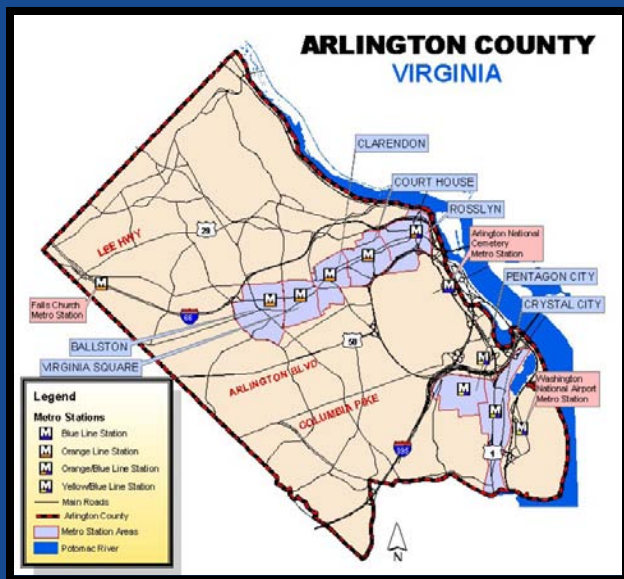 ARLINGTON COUNTY
VIRGINIA
CLARENDON
COURT HOUSE
ROSSLYN
Arlington National
Cemetery
Metro Station
PENTAGON CITY
CRYSTAL CITY
LEE HWY
29
Falls Church
Metro Station
66
BALLSTON
VIRGINIA SQUARE
50
ARLINGTON BLVD
COLUMBIA PIKE
Washington
National Airport
Metro Station
395
1
M
M
M
M
M
M
M
M
M
M
M
Legend
Metro Stations
M Blue Line Station
M Orange Line Station
M Orange/Blue Line Station
M Yellow/Blue Line Station
Main Roads
Arlington County
Metro Station Areas
Potomac River
N